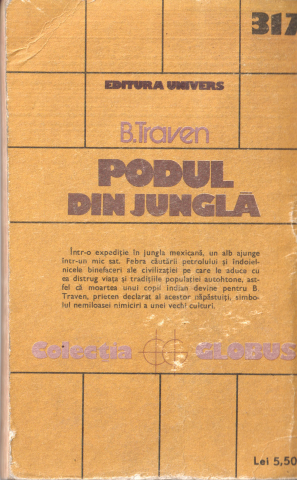 317
EDITURA UNIVERS
B.Traven
PODUL
DIN JUNGLĂ
Într-o expediție în jungla mexicană, un alb ajunge
într-un mic sat. Febra căutării petrolului și îndoiel-
nicele binefaceri ale civilizației pe care le aduce cu
ea distrug viața și tradițiile populației autohtone, ast-
fel că moartea unui copil indian devine pentru B.
Traven, prieten declarat al acestor năpăstuiți, simbo-
lul nemiloasei nimiciri a unei vechi culturi.
Colecția GLOBUS
Lei 5,50